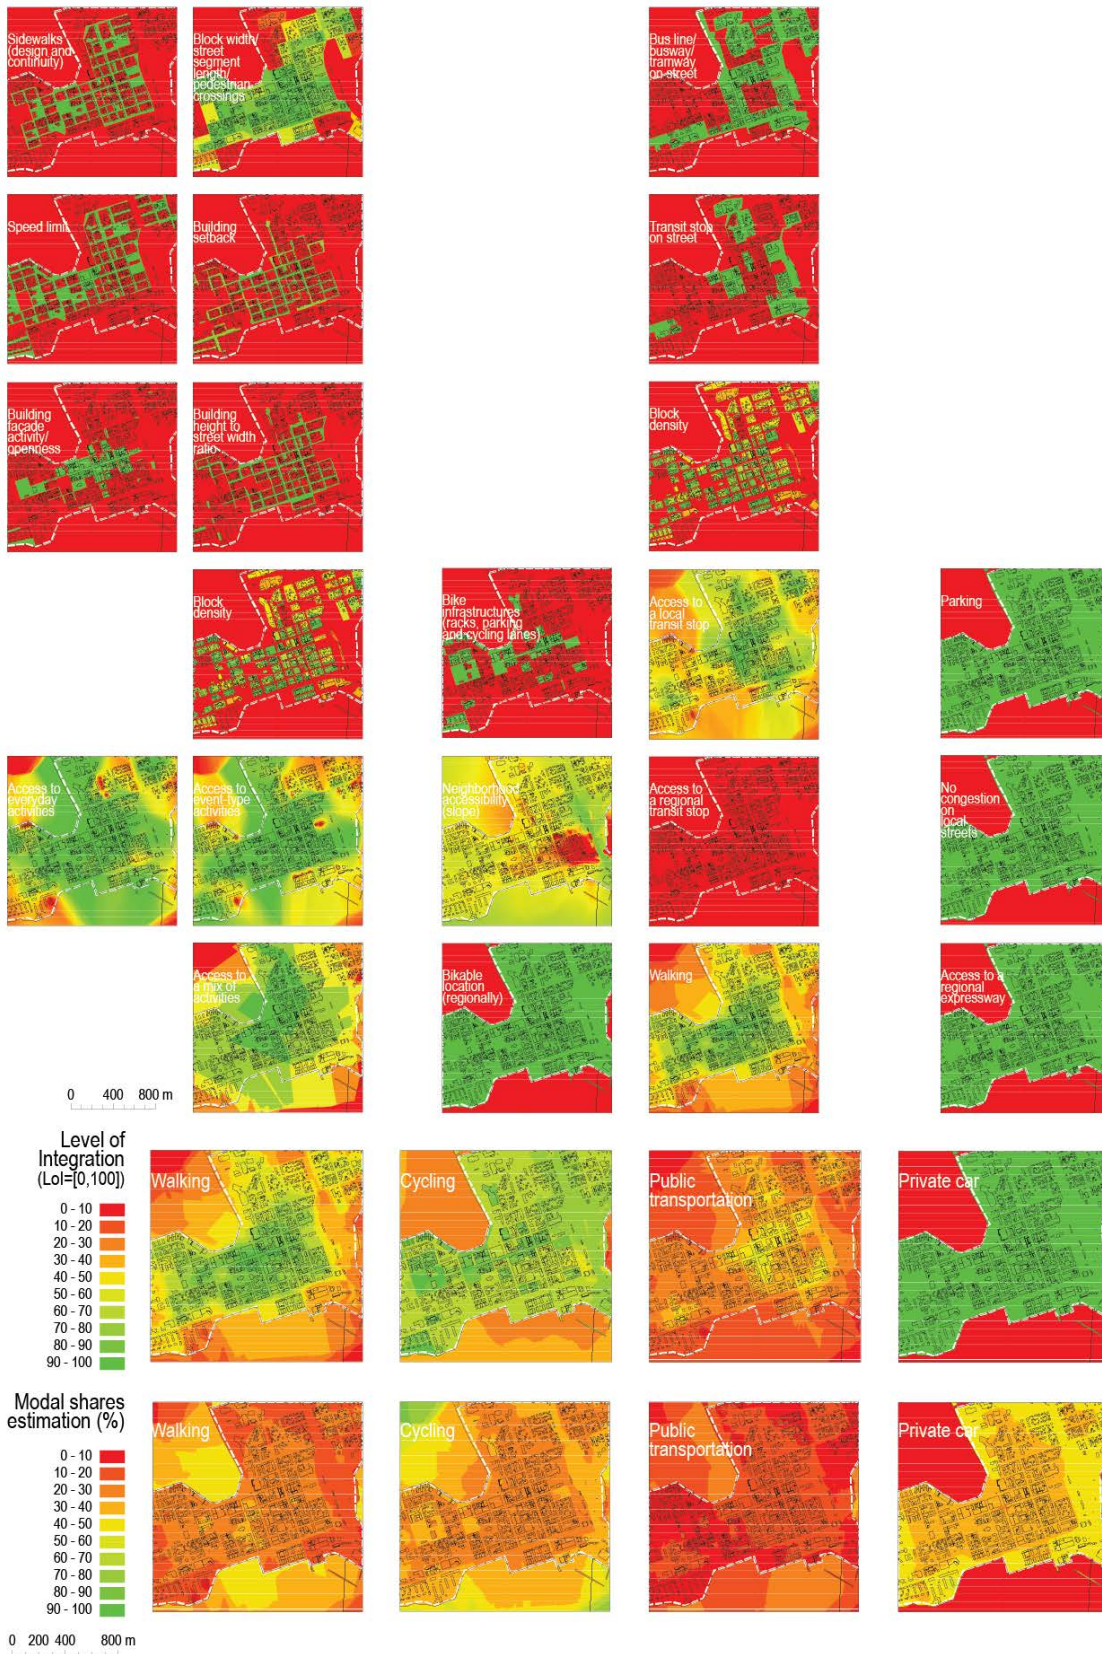 Sidewalks
(design and
continuity)
Block width/
street
segment
length/
pedestrian
crossings
Bus line/
busway/
tramway
on street
Speed limit
Building
setback
Transit stop
on street
Building
façade
activity/
openness
Building
height to
street width
ratio
Block
density
Block
density
Bike
infrastructures
(racks, parking
and cycling lanes)
Access to
a local
transit stop
Parking
Access to
everyday
activities
Access to
event-type
activities
Neighborhood
accessibility
(slope)
Access to
a regional
transit stop
No
congestion
on
local
streets
Access to
a mix of
activities
Bikable
location
(regionally)
Walking
Access to a
regional
expressway
0 400 800 m
Level of
Integration
(LoI=[0,100])
0 - 10
10 - 20
20 - 30
30 - 40
40 - 50
50 - 60
60 - 70
70 - 80
80 - 90
90 - 100
Walking
Cycling
Public
transportation
Private car
Modal shares
estimation (%)
0 - 10
10 - 20
20 - 30
30 - 40
40 - 50
50 - 60
60 - 70
70 - 80
80 - 90
90 - 100
Walking
Cycling
Public
transportation
Private car
0 200 400 800 m